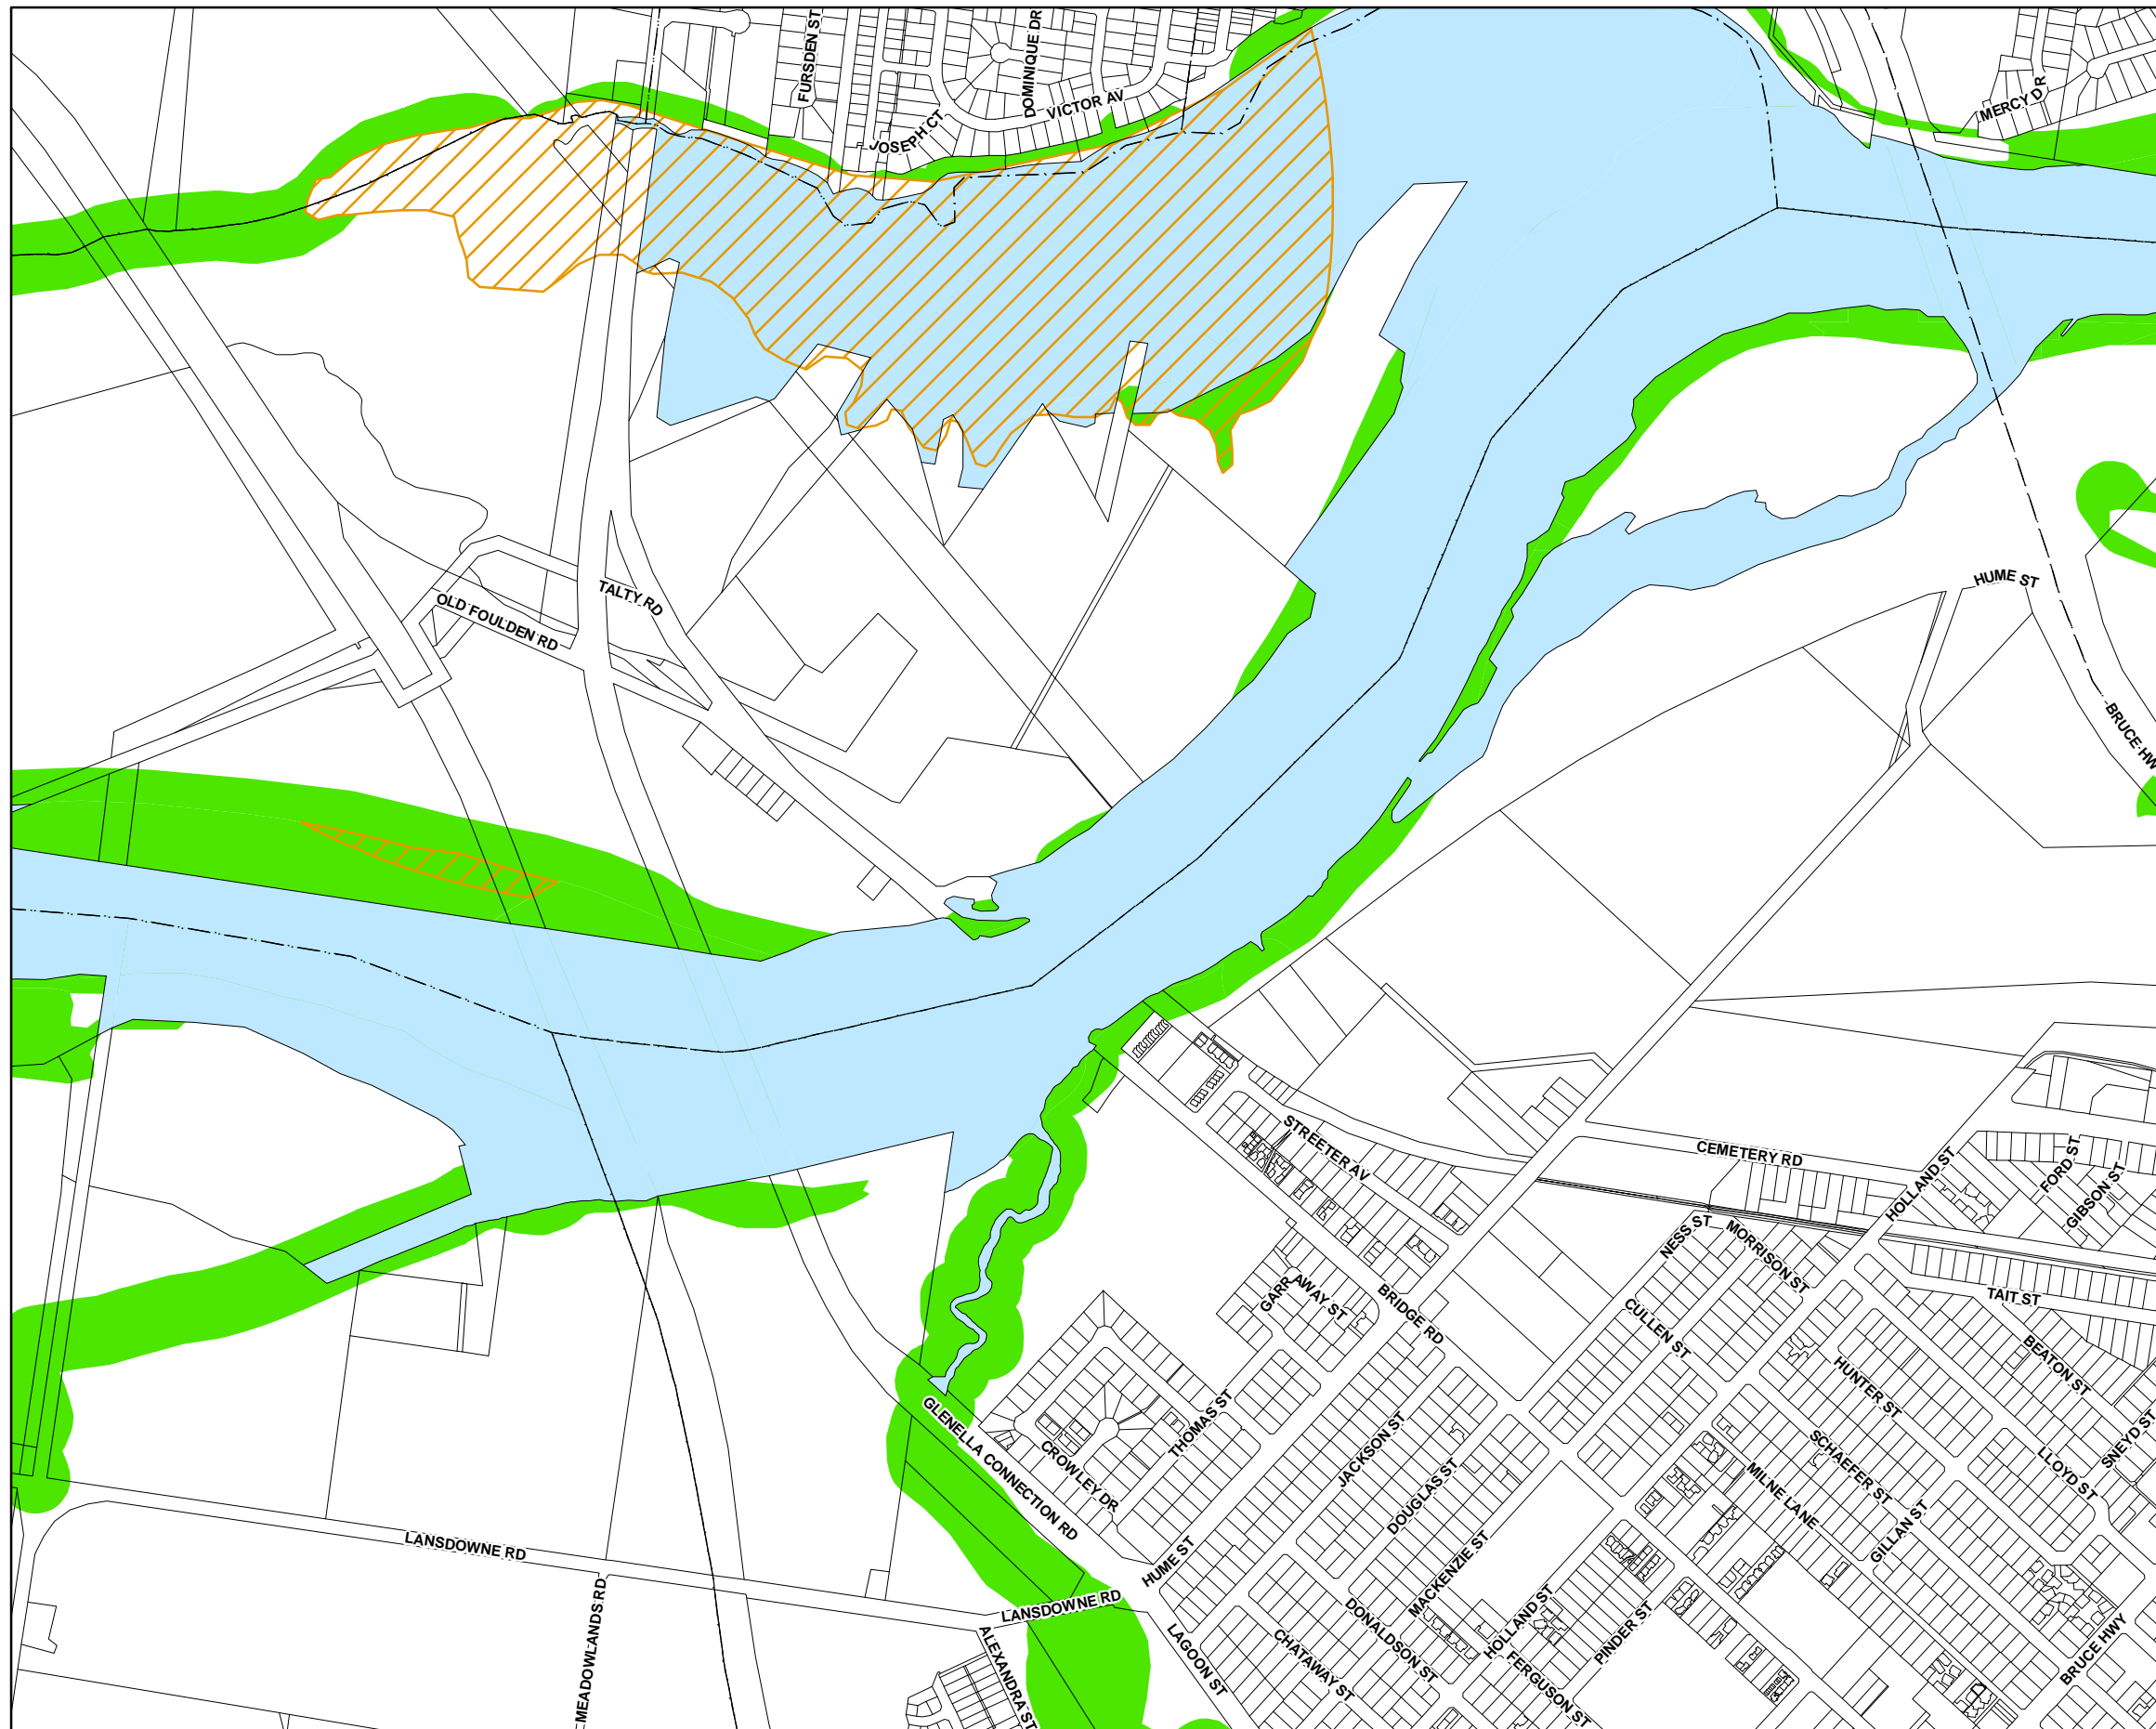 FURSDEN ST
DOMINIQUE DR
VICTOR AV
JOSEPH CT
MERCY DR
TALTY RD
OLD FOULDEN RD
HUME ST
BRUCE HW
STREETER AV
CEMETERY RD
HOLLAND ST
FORD ST
GIBSON ST
NESS ST
MORRISON ST
GARRAWAY ST
BRIDGE RD
CULLEN ST
TAIT ST
BEATON ST
HUNTER ST
THOMAS ST
GLENELLA CONNECTION RD
CROWLEY DR
JACKSON ST
DOUGLAS ST
SCHAEFER ST
MILNE LANE
LLOYD ST
SNEYD ST
GILLAN ST
LANSDOWNE RD
MEADOWLANDS RD
HUME ST
MACKENZIE ST
LANSDOWNE RD
ALEXANDRA ST
LAGOON ST
CHATAWAY ST
DONALDSON ST
HOLLAND ST
FERGUSON ST
PINDER ST
BRUCE HWY